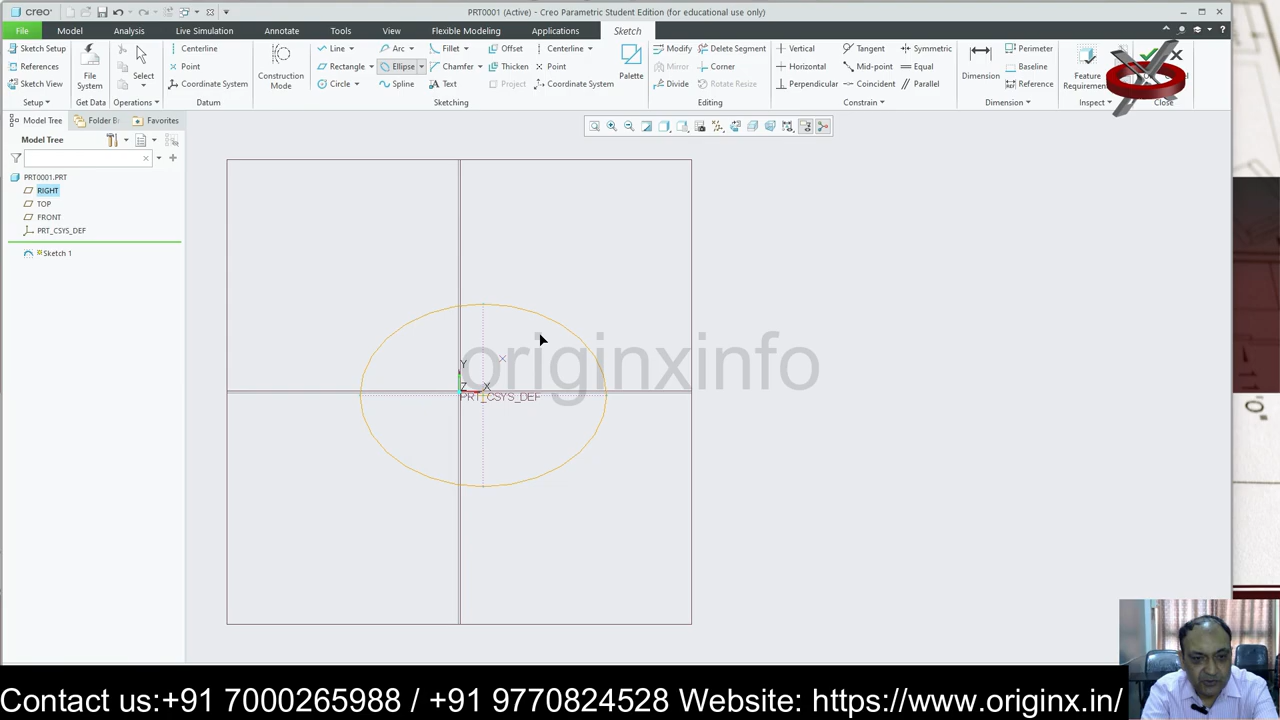 creo
PRT0001 (Active) - Creo Parametric Student Edition (for educational use only)
File Model Analysis Live Simulation Annotate Tools View Flexible Modeling Applications Sketch
Sketch Setup
References
Sketch View
Setup
File System
Get Data
Select
Operations
Centerline
Point
Coordinate System
Datum
Construction Mode
Line Arc Fillet Offset Centerline
Rectangle Ellipse Chamfer Thicken Point
Circle Spline Text Project Coordinate System
Sketching
Palette
Modify Delete Segment
Mirror Corner
Divide Rotate Resize
Editing
Vertical Tangent Symmetric
Horizontal Mid-point Equal
Perpendicular Coincident Parallel
Constrain
Dimension
Perimeter
Baseline
Reference
Dimension
Feature Requirements
Inspect
Close
Model Tree Folder B Favorites
Model Tree
PRT0001.PRT
RIGHT
TOP
FRONT
PRT_CSYS_DEF
Sketch 1
originxinfo
Y
Z X
PRT_CSYS_DEF
Contact us:+91 7000265988 / +91 9770824528 Website: https://www.originx.in/